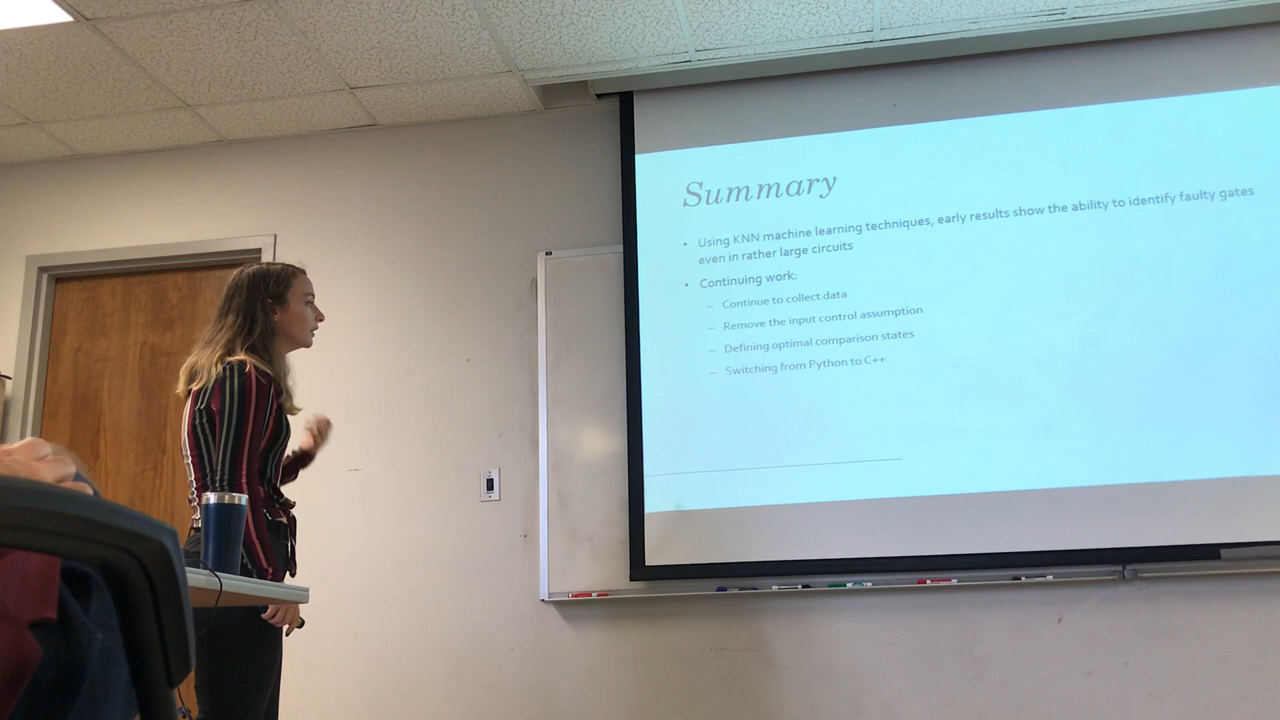 Summary
• Using KNN machine learning techniques, early results show the ability to identify faulty gates
even in rather large circuits
• Continuing work:
– Continue to collect data
– Remove the input control assumption
– Defining optimal comparison states
– Switching from Python to C++